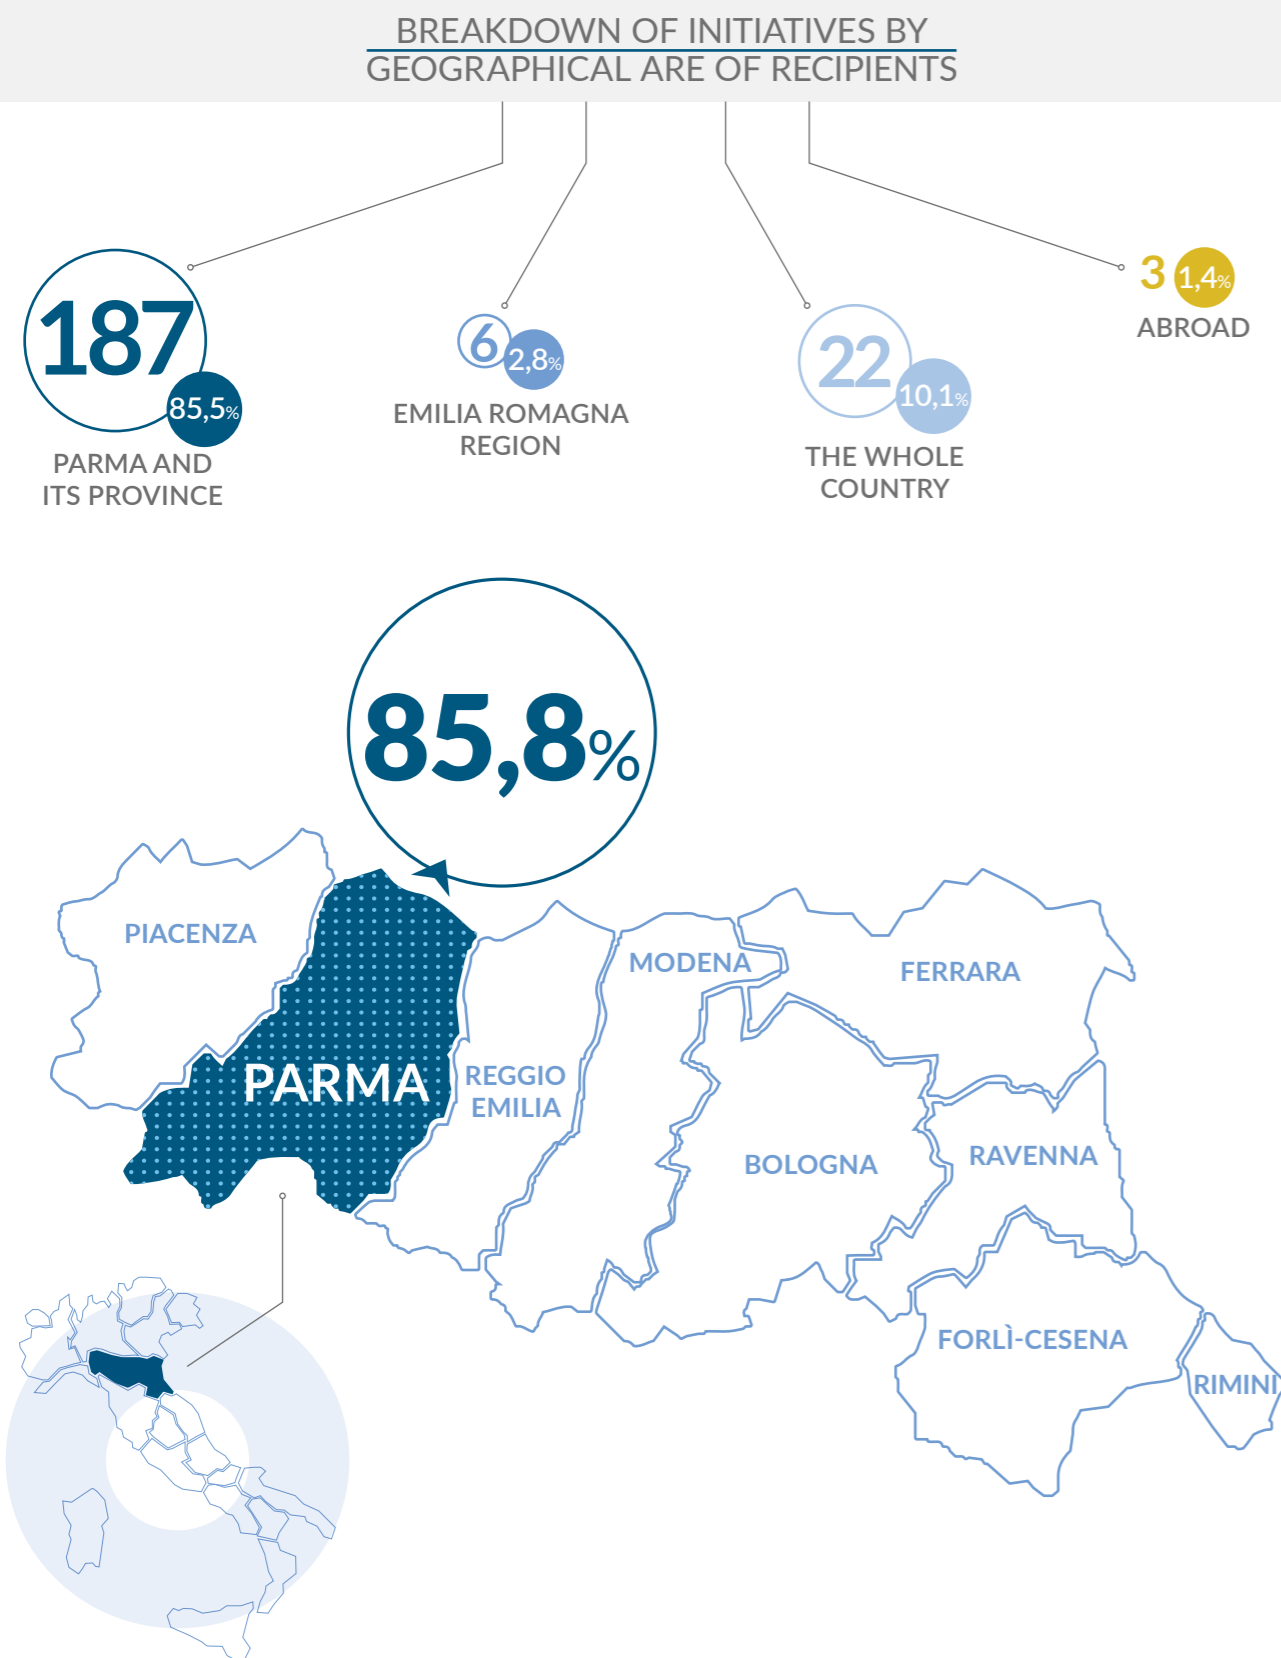 BREAKDOWN OF INITIATIVES BY
GEOGRAPHICAL ARE OF RECIPIENTS
187
85,5%
PARMA AND
ITS PROVINCE
6
2,8%
EMILIA ROMAGNA
REGION
22
10,1%
THE WHOLE
COUNTRY
3
1,4%
ABROAD
85,8%
PIACENZA
PARMA
REGGIO
EMILIA
MODENA
FERRARA
BOLOGNA
RAVENNA
FORLÌ-CESENA
RIMINI